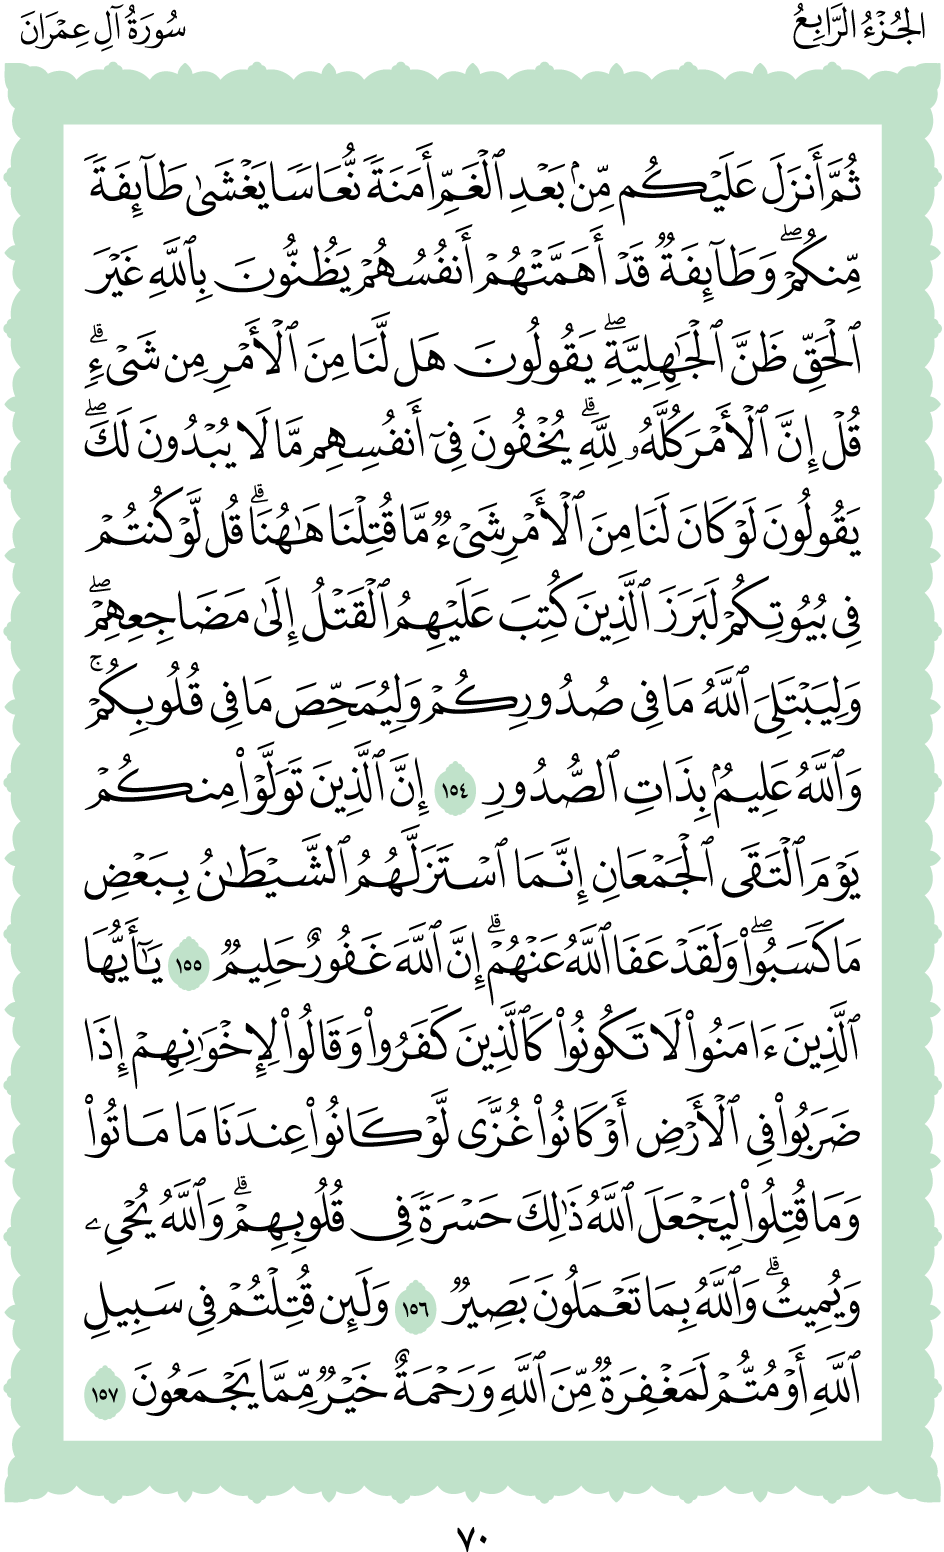 الجُزْءُ الرَّابِعُ
سُورَةُ آلِ عِمْرَانَ
ثُمَّ أَنزَلَ عَلَيْكُم مِّنۢ بَعْدِ ٱلْغَمِّ أَمَنَةً نُّعَاسًا يَغْشَىٰ طَآئِفَةً
مِّنكُمْ ۖ وَطَآئِفَةٌ قَدْ أَهَمَّتْهُمْ أَنفُسُهُمْ يَظُنُّونَ بِٱللَّهِ غَيْرَ
ٱلْحَقِّ ظَنَّ ٱلْجَٰهِلِيَّةِ ۖ يَقُولُونَ هَل لَّنَا مِنَ ٱلْأَمْرِ مِن شَىْءٍ ۗ
قُلْ إِنَّ ٱلْأَمْرَ كُلَّهُۥ لِلَّهِ ۗ يُخْفُونَ فِىٓ أَنفُسِهِم مَّا لَا يُبْدُونَ لَكَ ۖ
يَقُولُونَ لَوْ كَانَ لَنَا مِنَ ٱلْأَمْرِ شَىْءٌ مَّا قُتِلْنَا هَٰهُنَا ۗ قُل لَّوْ كُنتُمْ
فِى بُيُوتِكُمْ لَبَرَزَ ٱلَّذِينَ كُتِبَ عَلَيْهِمُ ٱلْقَتْلُ إِلَىٰ مَضَاجِعِهِمْ ۖ
وَلِيَبْتَلِىَ ٱللَّهُ مَا فِى صُدُورِكُمْ وَلِيُمَحِّصَ مَا فِى قُلُوبِكُمْ ۚ
وَٱللَّهُ عَلِيمٌۢ بِذَاتِ ٱلصُّدُورِ ١٥٤ إِنَّ ٱلَّذِينَ تَوَلَّوْا۟ مِنكُمْ
يَوْمَ ٱلْتَقَى ٱلْجَمْعَانِ إِنَّمَا ٱسْتَزَلَّهُمُ ٱلشَّيْطَٰنُ بِبَعْضِ
مَا كَسَبُوا۟ ۖ وَلَقَدْ عَفَا ٱللَّهُ عَنْهُمْ ۗ إِنَّ ٱللَّهَ غَفُورٌ حَلِيمٌ ١٥٥ يَٰٓأَيُّهَا
ٱلَّذِينَ ءَامَنُوا۟ لَا تَكُونُوا۟ كَٱلَّذِينَ كَفَرُوا۟ وَقَالُوا۟ لِإِخْوَٰنِهِمْ إِذَا
ضَرَبُوا۟ فِى ٱلْأَرْضِ أَوْ كَانُوا۟ غُزًّى لَّوْ كَانُوا۟ عِندَنَا مَا مَاتُوا۟
وَمَا قُتِلُوا۟ لِيَجْعَلَ ٱللَّهُ ذَٰلِكَ حَسْرَةً فِى قُلُوبِهِمْ ۗ وَٱللَّهُ يُحْىِۦ
وَيُمِيتُ ۗ وَٱللَّهُ بِمَا تَعْمَلُونَ بَصِيرٌ ١٥٦ وَلَئِن قُتِلْتُمْ فِى سَبِيلِ
ٱللَّهِ أَوْ مُتُّمْ لَمَغْفِرَةٌ مِّنَ ٱللَّهِ وَرَحْمَةٌ خَيْرٌ مِّمَّا يَجْمَعُونَ ١٥٧
٧٠